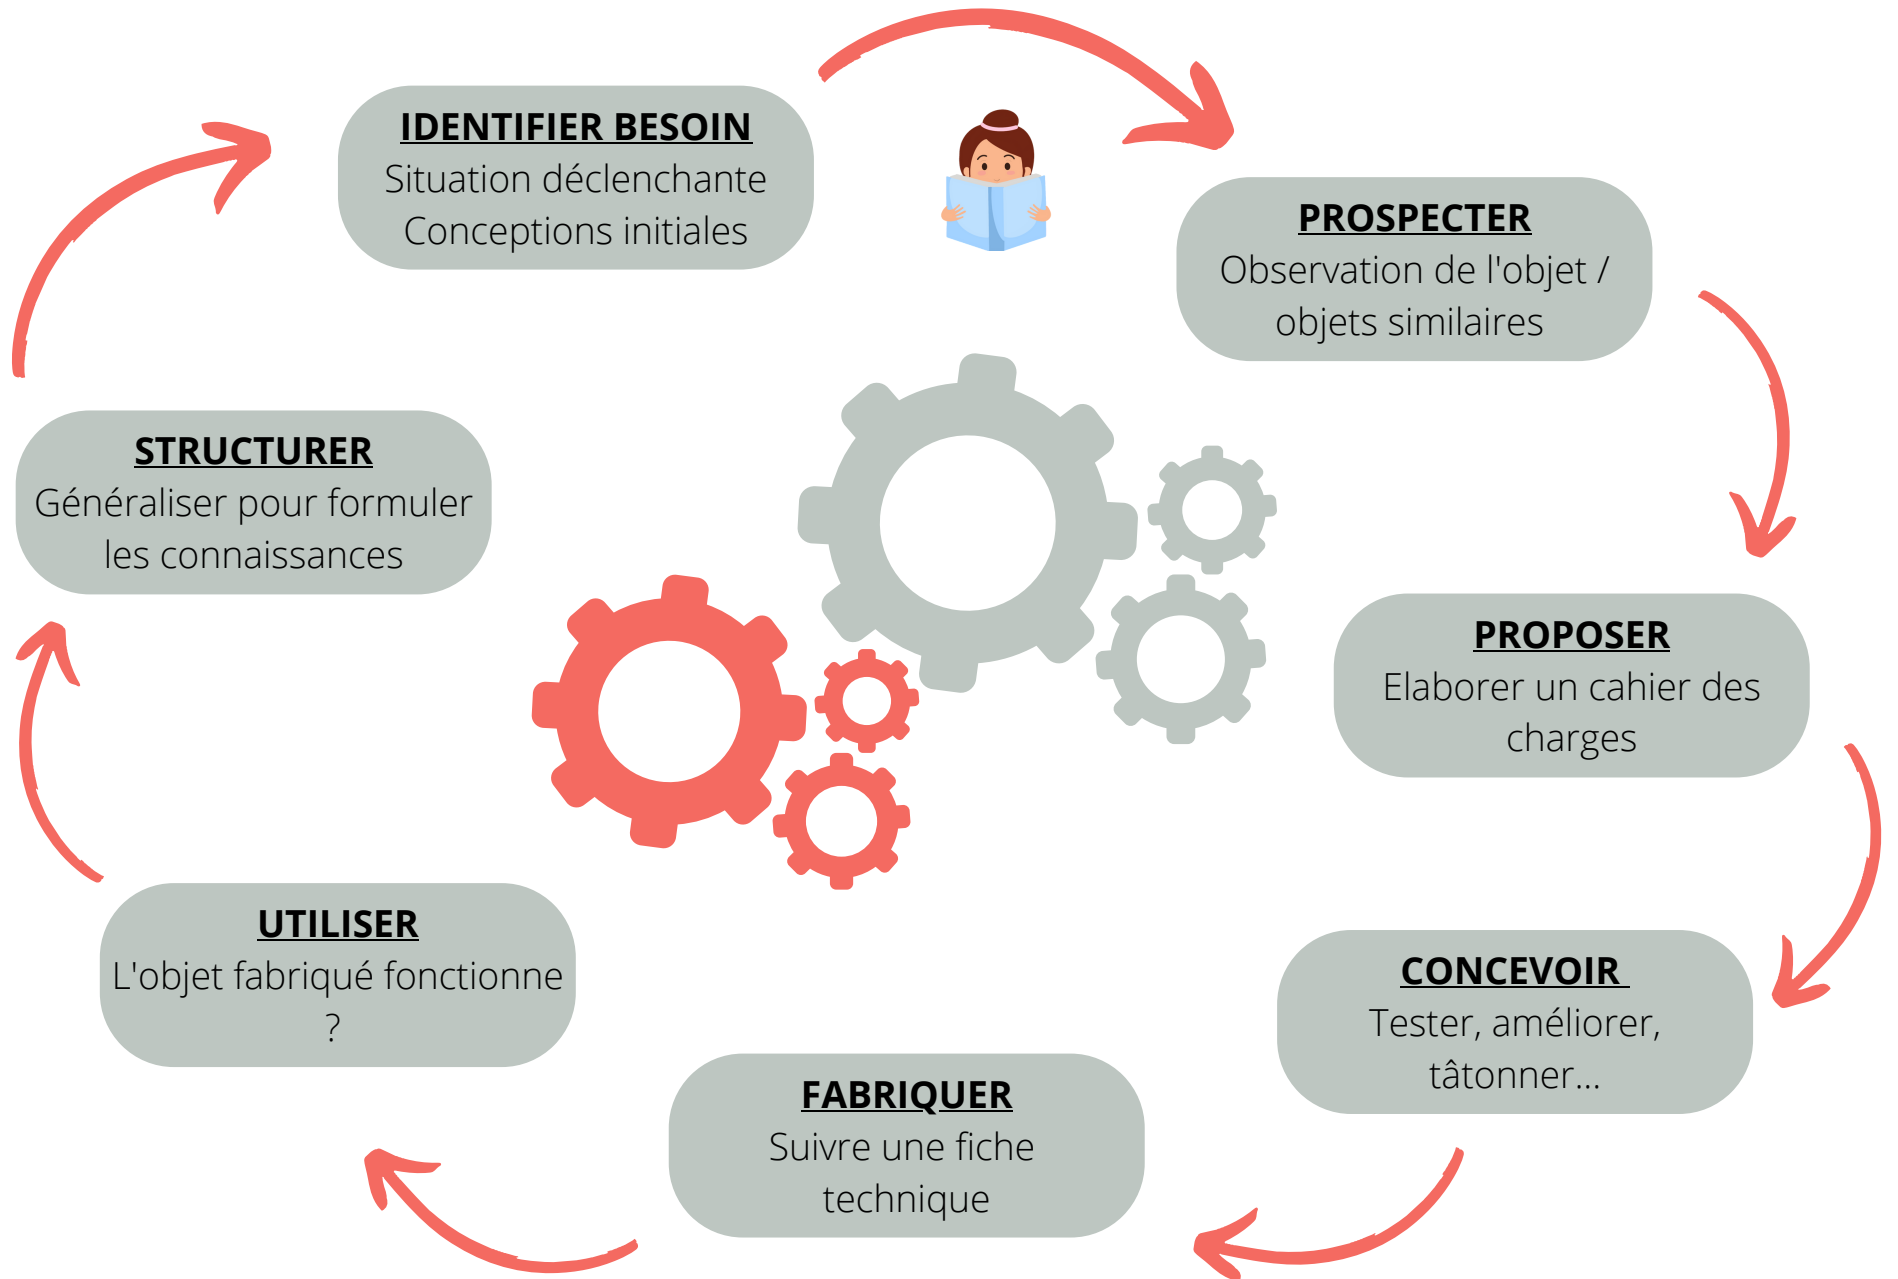 IDENTIFIER BESOIN
Situation déclenchante
Conceptions initiales
PROSPECTER
Observation de l'objet /
objets similaires
PROPOSER
Elaborer un cahier des
charges
CONCEVOIR
Tester, améliorer,
tâtonner...
FABRIQUER
Suivre une fiche
technique
UTILISER
L'objet fabriqué fonctionne
?
STRUCTURER
Généraliser pour formuler
les connaissances